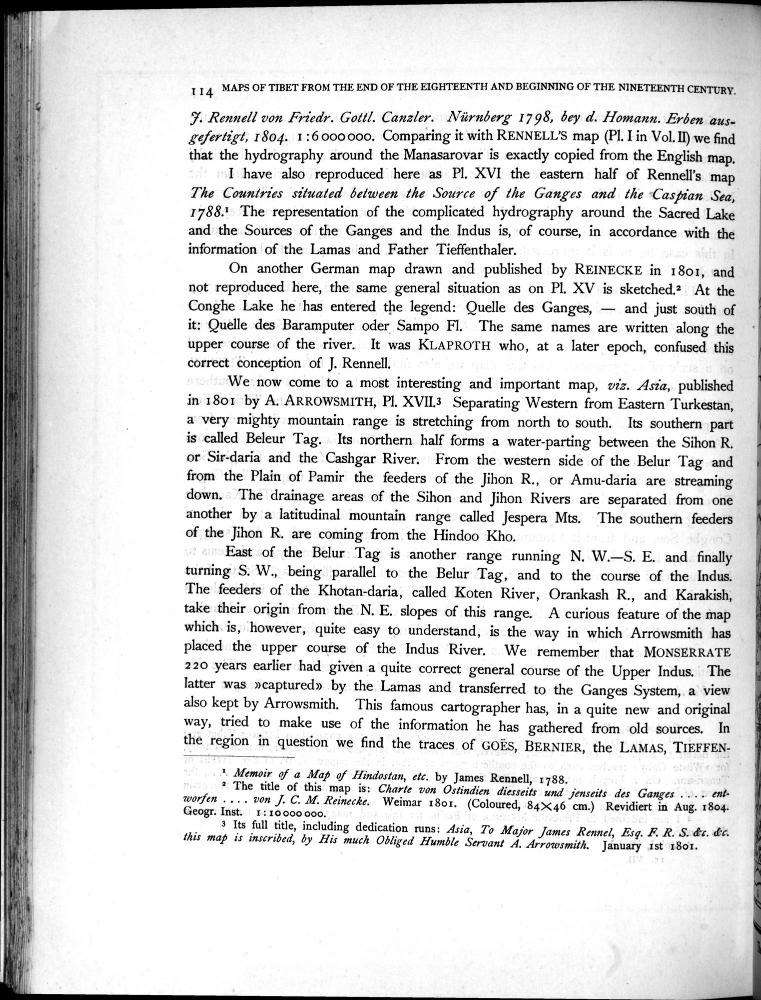 114 MAPS OF TIBET FROM THE END OF THE EIGHTEENTH AND BEGINNING OF THE NINETEENTH CENTURY.
J. Rennell von Friedr. Gottl. Canzler. Nürnberg 1798, bey d. Homann. Erben aus-
gefertigt, 1804. 1:6000000. Comparing it with RENNELL'S map (Pl. I in Vol. II) we find
that the hydrography around the Manasarovar is exactly copied from the English map.
I have also reproduced here as Pl. XVI the eastern half of Rennell's map
The Countries situated between the Source of the Ganges and the Caspian Sea,
1788.¹ The representation of the complicated hydrography around the Sacred Lake
and the Sources of the Ganges and the Indus is, of course, in accordance with the
information of the Lamas and Father Tieffenthaler.
On another German map drawn and published by REINECKE in 1801, and
not reproduced here, the same general situation as on Pl. XV is sketched.² At the
Conghe Lake he has entered the legend: Quelle des Ganges, — and just south of
it: Quelle des Baramputer oder Sampo Fl. The same names are written along the
upper course of the river. It was KLAPROTH who, at a later epoch, confused this
correct conception of J. Rennell.
We now come to a most interesting and important map, viz. Asia, published
in 1801 by A. ARROWSMITH, Pl. XVII.³ Separating Western from Eastern Turkestan,
a very mighty mountain range is stretching from north to south. Its southern part
is called Beleur Tag. Its northern half forms a water-parting between the Sihon R.
or Sir-daria and the Cashgar River. From the western side of the Belur Tag and
from the Plain of Pamir the feeders of the Jihon R., or Amu-daria are streaming
down. The drainage areas of the Sihon and Jihon Rivers are separated from one
another by a latitudinal mountain range called Jespera Mts. The southern feeders
of the Jihon R. are coming from the Hindoo Kho.
East of the Belur Tag is another range running N. W.—S. E. and finally
turning S. W., being parallel to the Belur Tag, and to the course of the Indus.
The feeders of the Khotan-daria, called Koten River, Orankash R., and Karakish,
take their origin from the N. E. slopes of this range. A curious feature of the map
which is, however, quite easy to understand, is the way in which Arrowsmith has
placed the upper course of the Indus River. We remember that MONSERRATE
220 years earlier had given a quite correct general course of the Upper Indus. The
latter was »captured» by the Lamas and transferred to the Ganges System, a view
also kept by Arrowsmith. This famous cartographer has, in a quite new and original
way, tried to make use of the information he has gathered from old sources. In
the region in question we find the traces of GOËS, BERNIER, the LAMAS, TIEFFEN-
¹ Memoir of a Map of Hindostan, etc. by James Rennell, 1788.
² The title of this map is: Charte von Ostindien diesseits und jenseits des Ganges . . . . ent-
worfen . . . . von J. C. M. Reinecke. Weimar 1801. (Coloured, 84×46 cm.) Revidiert in Aug. 1804.
Geogr. Inst. 1:10000000.
³ Its full title, including dedication runs: Asia, To Major James Rennel, Esq. F. R. S. &c. &c.
this map is inscribed, by His much Obliged Humble Servant A. Arrowsmith. January 1st 1801.